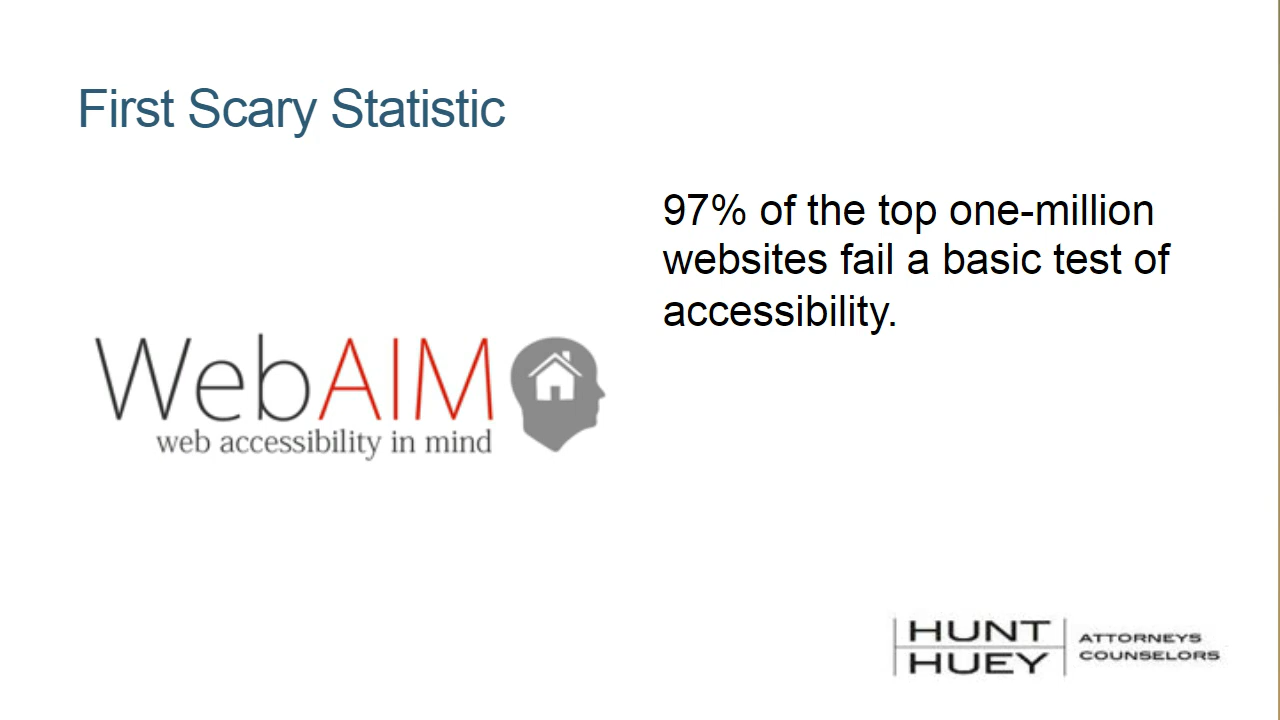 First Scary Statistic
97% of the top one-million
websites fail a basic test of
accessibility.
WebAIM
web accessibility in mind
HUNT
HUEY
ATTORNEYS
COUNSELORS